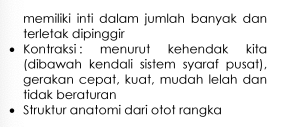 memiliki inti dalam jumlah banyak dan
terletak dipinggir
• Kontraksi : menurut kehendak kita
(dibawah kendali sistem syaraf pusat),
gerakan cepat, kuat, mudah lelah dan
tidak beraturan
• Struktur anatomi dari otot rangka